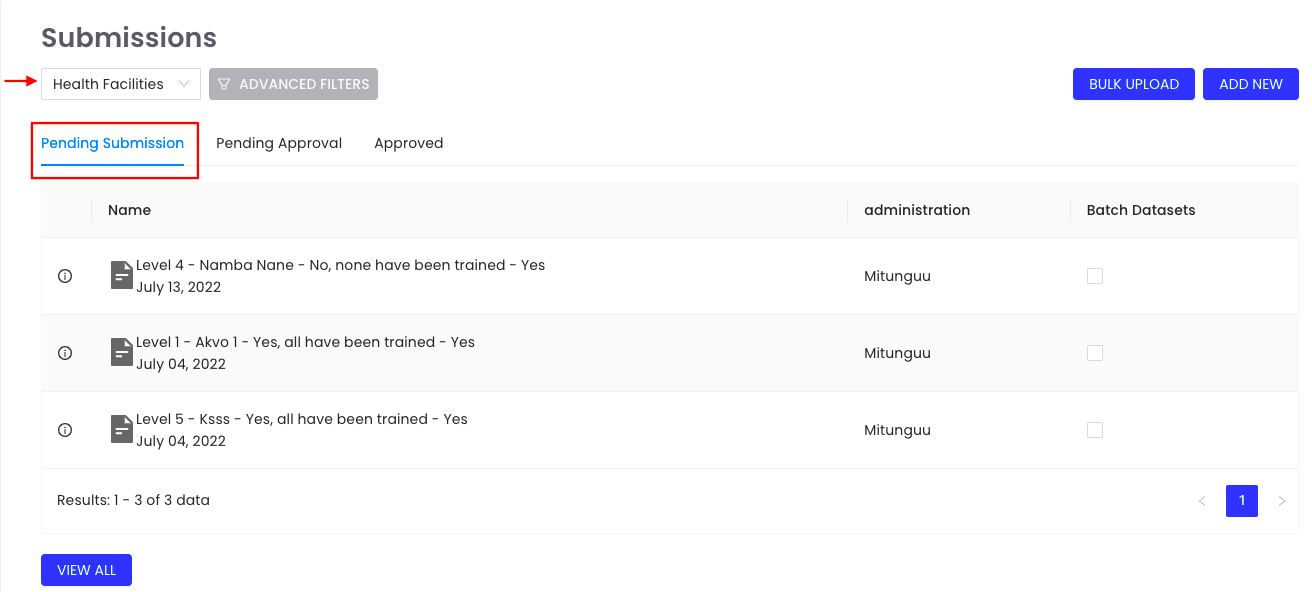 Submissions
Health Facilities
ADVANCED FILTERS
BULK UPLOAD
ADD NEW
Pending Submission
Pending Approval
Approved
Name
administration
Batch Datasets
Level 4 - Namba Nane - No, none have been trained - Yes
July 13, 2022
Mitunguu
Level 1 - Akvo 1 - Yes, all have been trained - Yes
July 04, 2022
Mitunguu
Level 5 - Ksss - Yes, all have been trained - Yes
July 04, 2022
Mitunguu
Results: 1 - 3 of 3 data
1
VIEW ALL